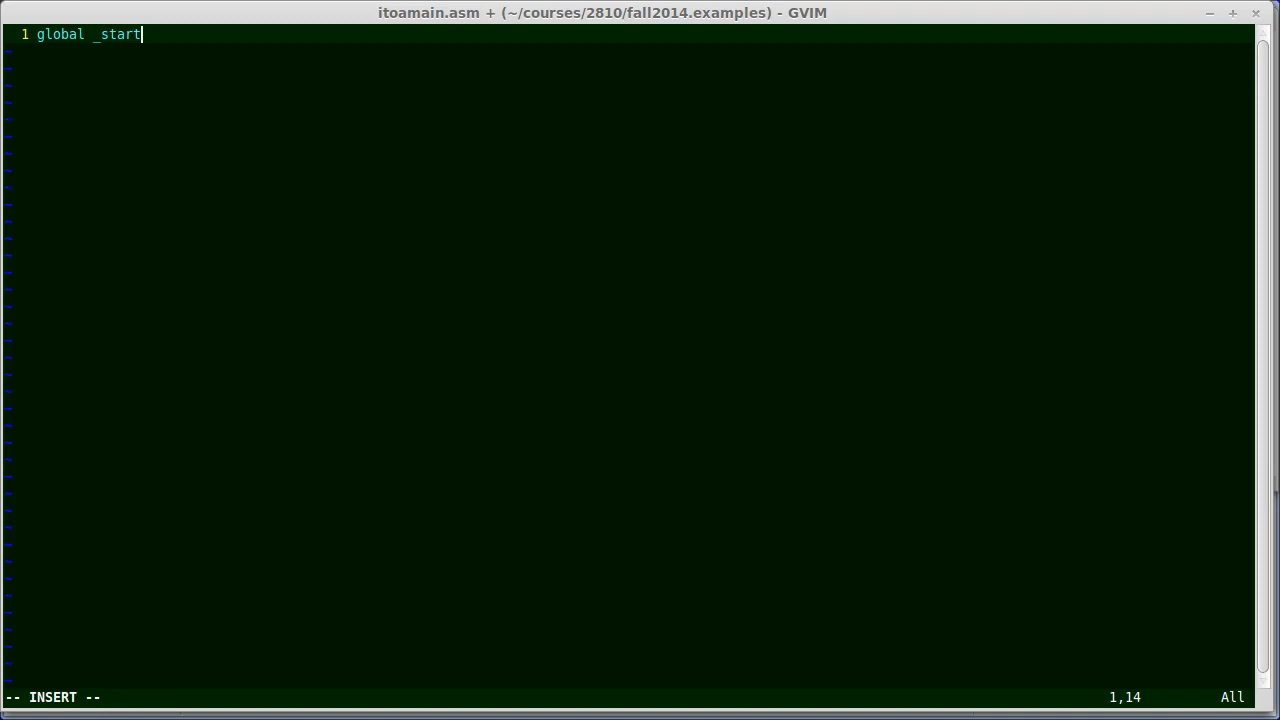 itoamain.asm + (~/courses/2810/fall2014.examples) - GVIM
1 global _start
-- INSERT -- 1,14 All